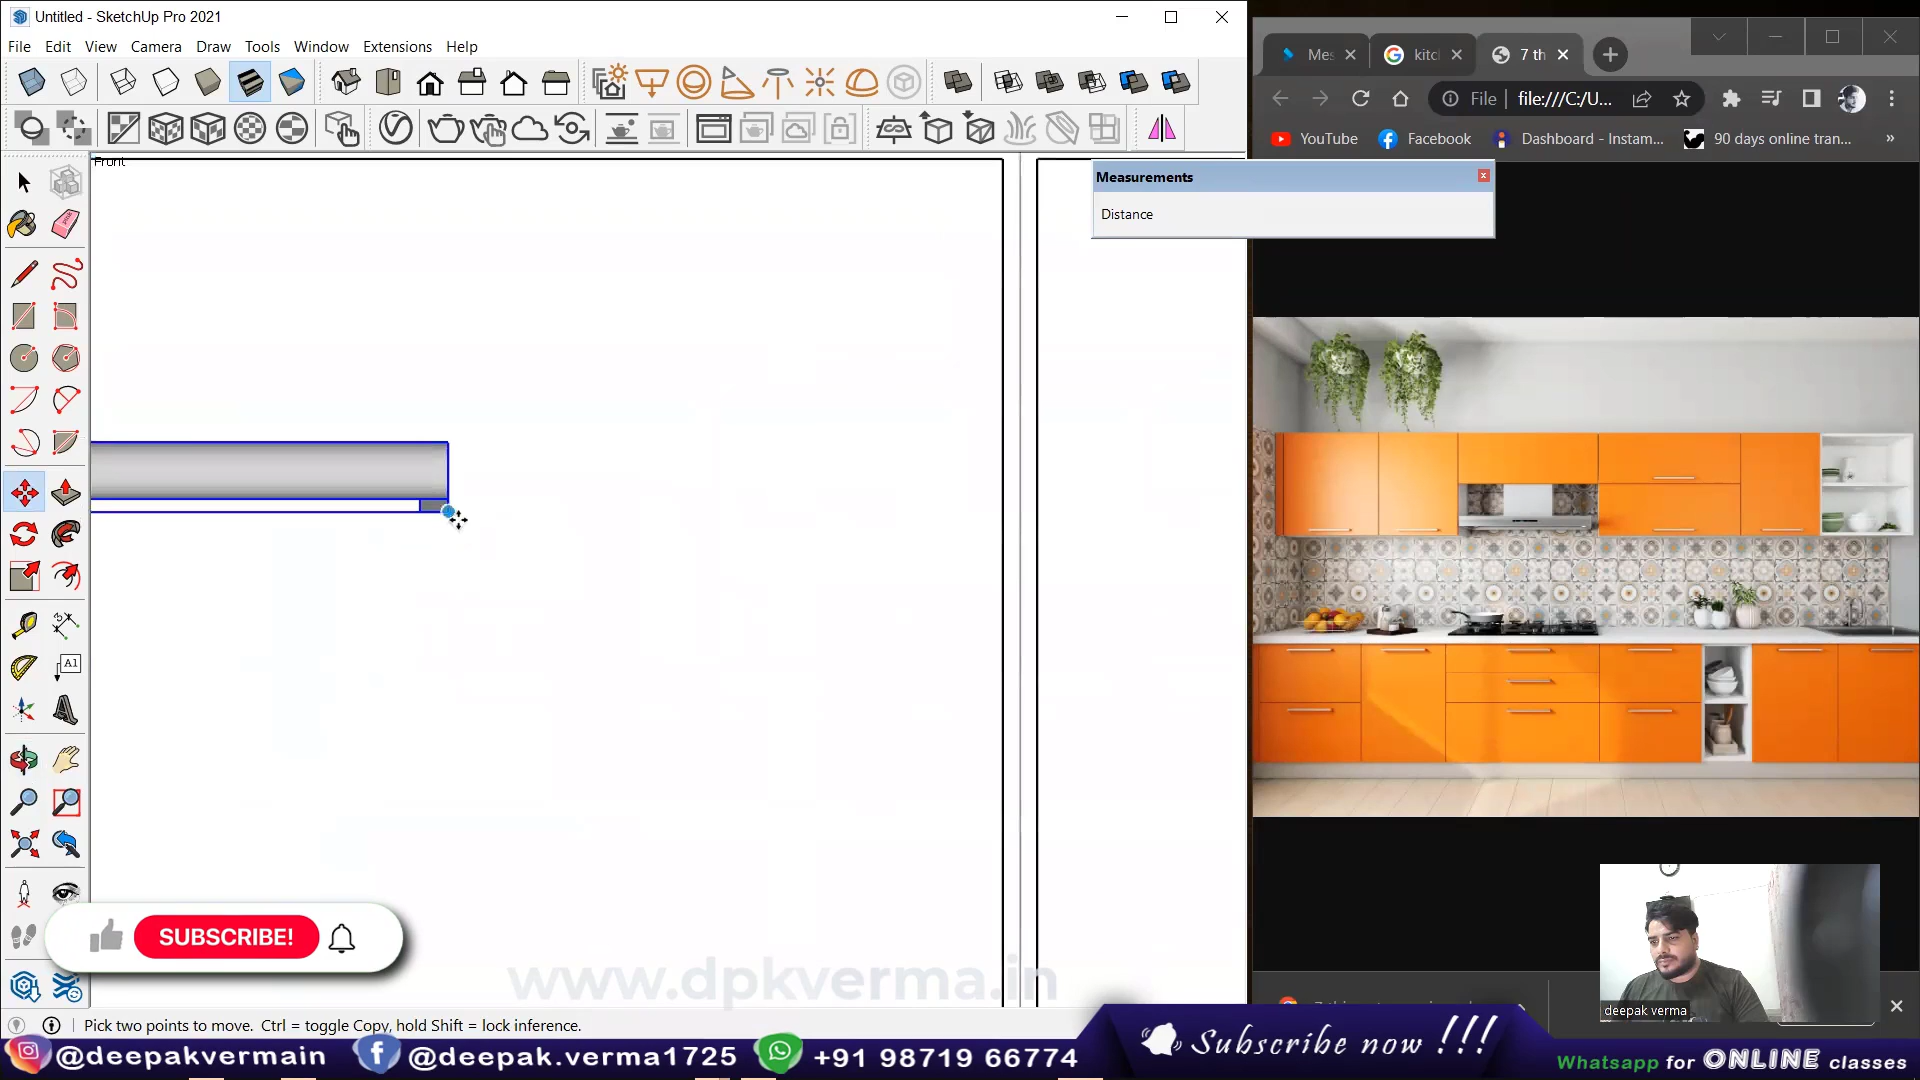 Untitled - SketchUp Pro 2021
File Edit View Camera Draw Tools Window Extensions Help
Front
A1
Measurements
Distance
Mes
kitcl
7 th
File
file:///C:/U...
YouTube
Facebook
Dashboard - Instam...
90 days online tran...
»
SUBSCRIBE!
www.dpkverma.in
deepak verma
Pick two points to move. Ctrl = toggle Copy, hold Shift = lock inference.
@deepakvermain
@deepak.verma1725
+91 98719 66774
Subscribe now !!!
Whatsapp for ONLINE classes